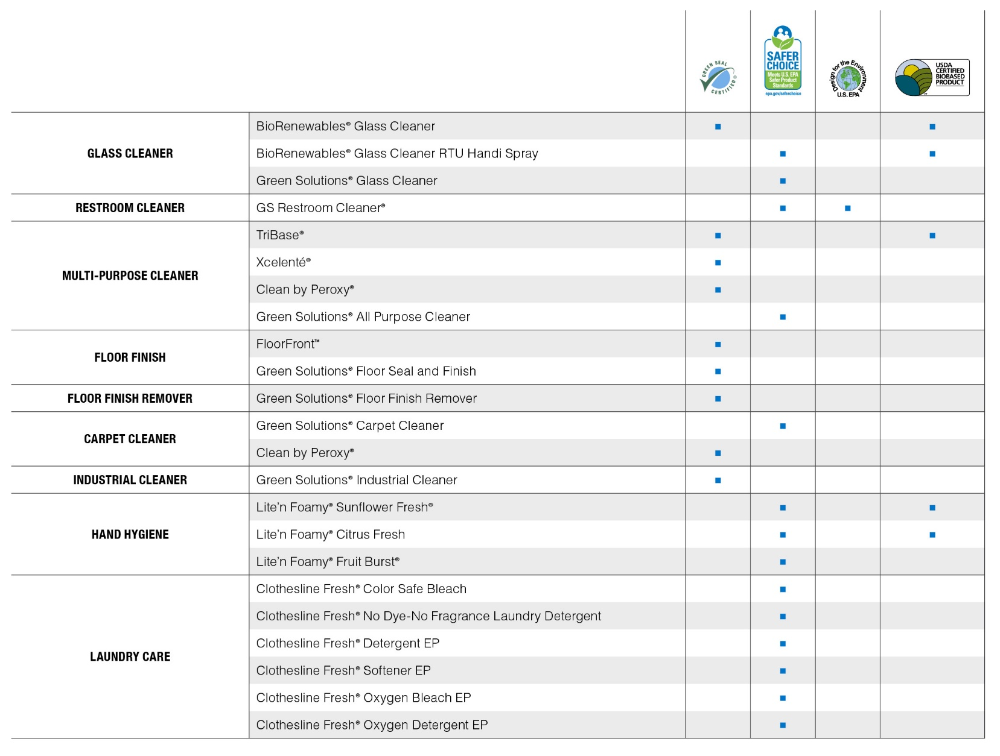 GREEN SEAL
CERTIFIED®
SAFER
CHOICE
Meets U.S. EPA
Safer Product
Standards
epa.gov/saferchoice
Design for the Environment
U.S. EPA
USDA
CERTIFIED
BIOBASED
PRODUCT
FP
GLASS CLEANER
BioRenewables® Glass Cleaner
BioRenewables® Glass Cleaner RTU Handi Spray
Green Solutions® Glass Cleaner
RESTROOM CLEANER
GS Restroom Cleaner®
MULTI-PURPOSE CLEANER
TriBase®
Xcelenté®
Clean by Peroxy®
Green Solutions® All Purpose Cleaner
FLOOR FINISH
FloorFront™
Green Solutions® Floor Seal and Finish
FLOOR FINISH REMOVER
Green Solutions® Floor Finish Remover
CARPET CLEANER
Green Solutions® Carpet Cleaner
Clean by Peroxy®
INDUSTRIAL CLEANER
Green Solutions® Industrial Cleaner
HAND HYGIENE
Lite’n Foamy® Sunflower Fresh®
Lite’n Foamy® Citrus Fresh
Lite’n Foamy® Fruit Burst®
LAUNDRY CARE
Clothesline Fresh® Color Safe Bleach
Clothesline Fresh® No Dye-No Fragrance Laundry Detergent
Clothesline Fresh® Detergent EP
Clothesline Fresh® Softener EP
Clothesline Fresh® Oxygen Bleach EP
Clothesline Fresh® Oxygen Detergent EP